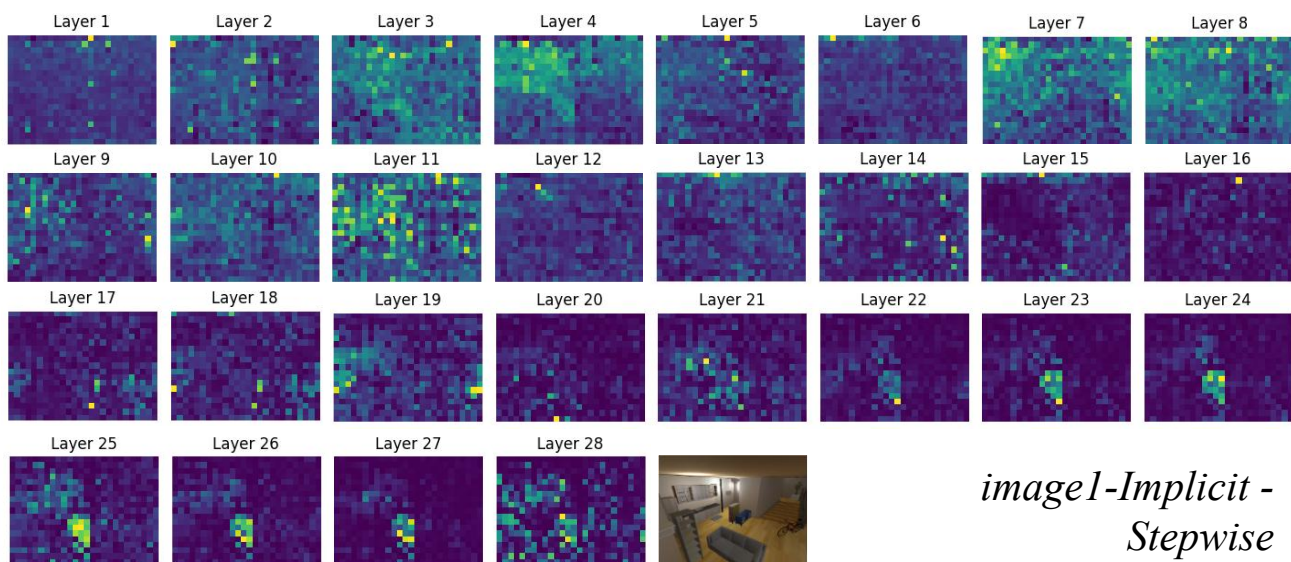 Layer 1 Layer 2 Layer 3 Layer 4 Layer 5 Layer 6 Layer 7 Layer 8
Layer 9 Layer 10 Layer 11 Layer 12 Layer 13 Layer 14 Layer 15 Layer 16
Layer 17 Layer 18 Layer 19 Layer 20 Layer 21 Layer 22 Layer 23 Layer 24
Layer 25 Layer 26 Layer 27 Layer 28
image1-Implicit -
Stepwise